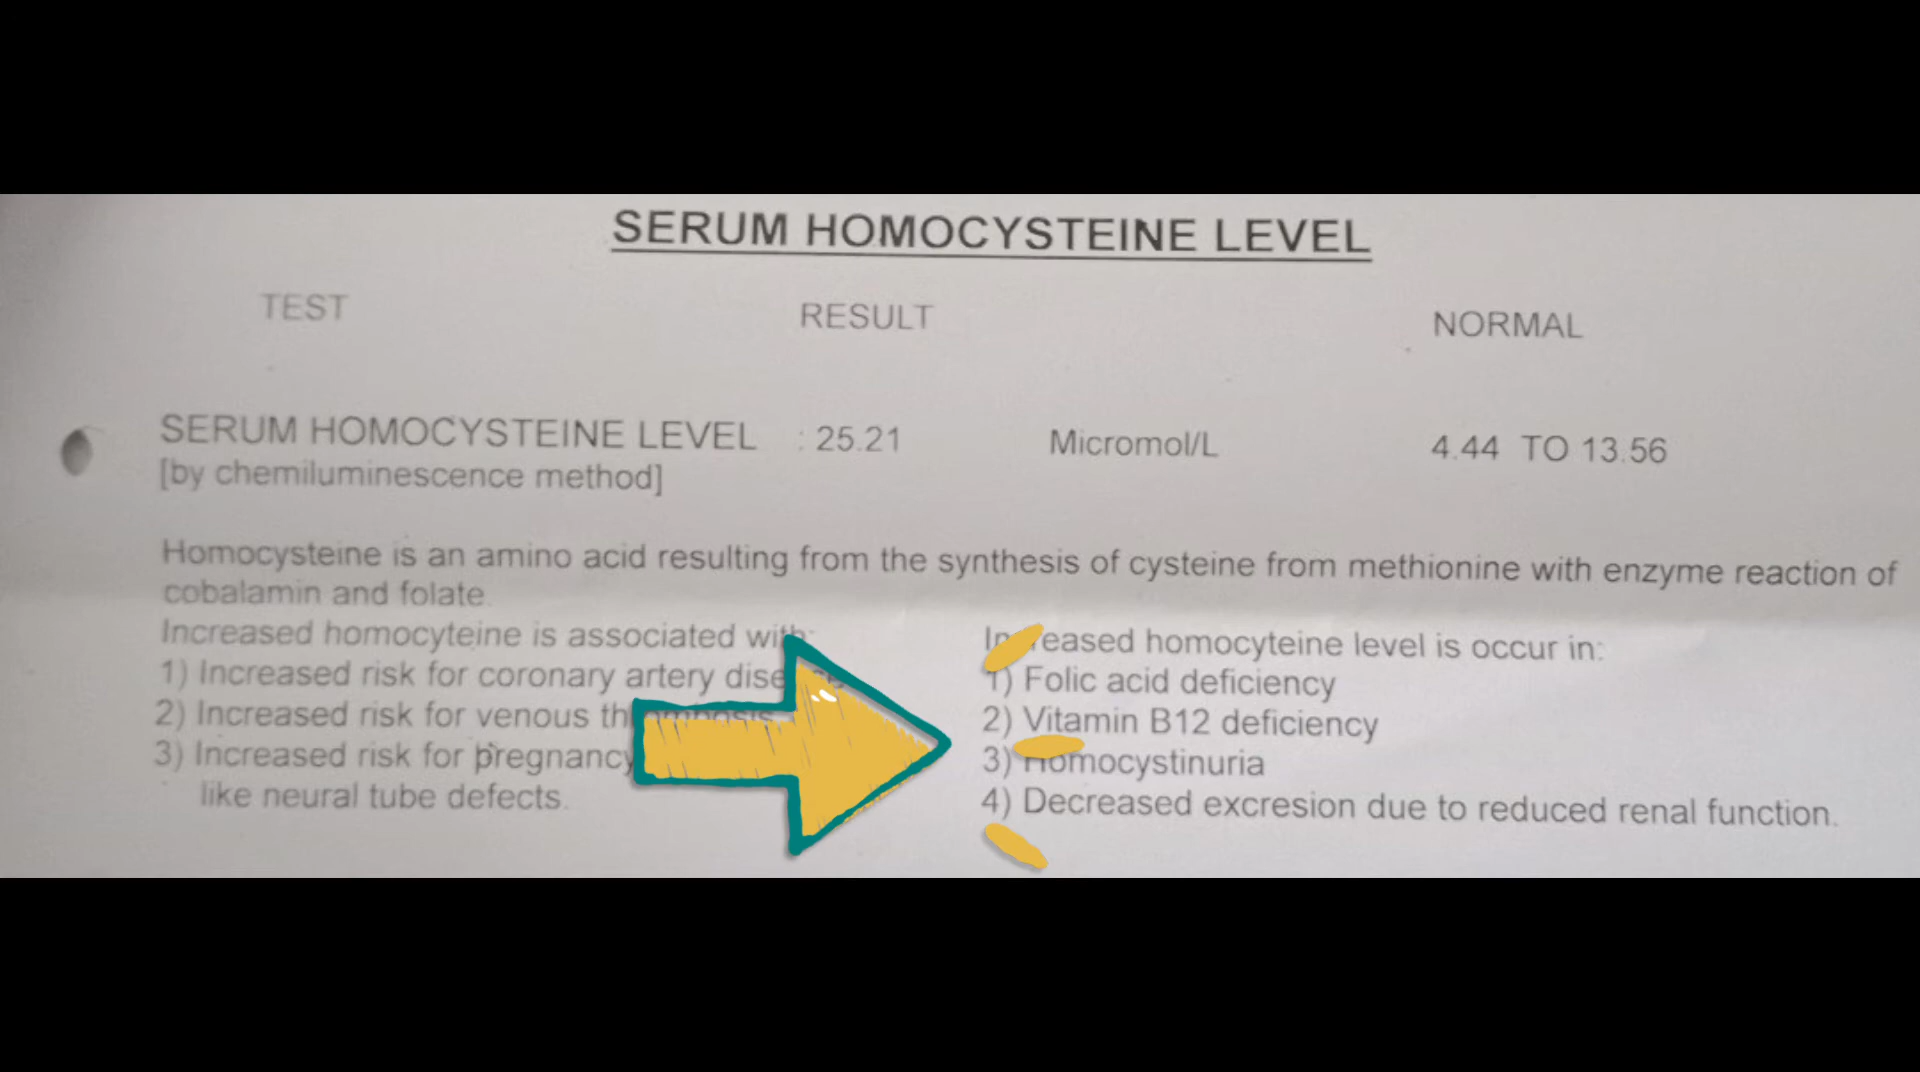 SERUM HOMOCYSTEINE LEVEL
TEST RESULT NORMAL
SERUM HOMOCYSTEINE LEVEL : 25.21 Micromol/L 4.44 TO 13.56
[by chemiluminescence method]
Homocysteine is an amino acid resulting from the synthesis of cysteine from methionine with enzyme reaction of
cobalamin and folate.
Increased homocyteine is associated with:
1) Increased risk for coronary artery
2) Increased risk for venous
3) Increased risk for pregnancy
like neural tube defects.
Increased homocyteine level is occur in:
1) Folic acid deficiency
2) Vitamin B12 deficiency
3) Homocystinuria
4) Decreased excresion due to reduced renal function.